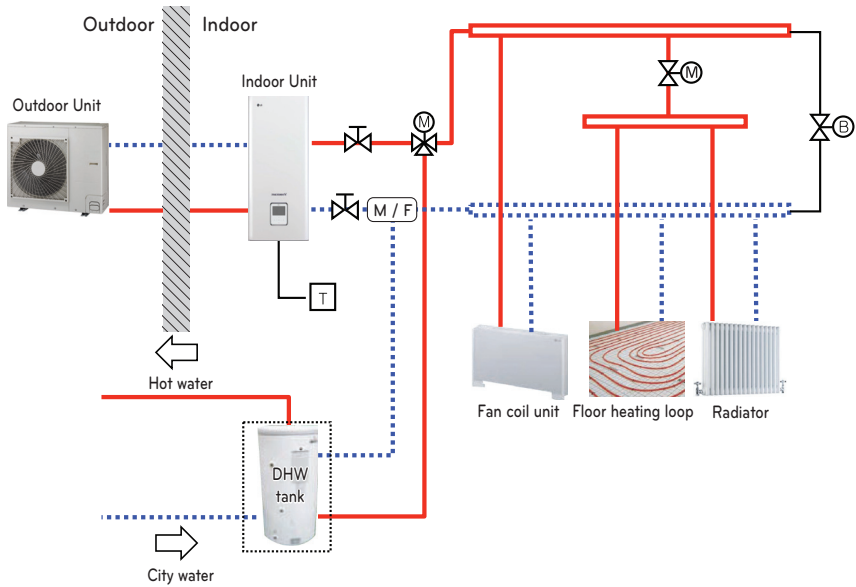 Outdoor
Indoor
Indoor Unit
Outdoor Unit
M
M
B
M / F
T
Hot water
Fan coil unit
Floor heating loop
Radiator
DHW
tank
City water